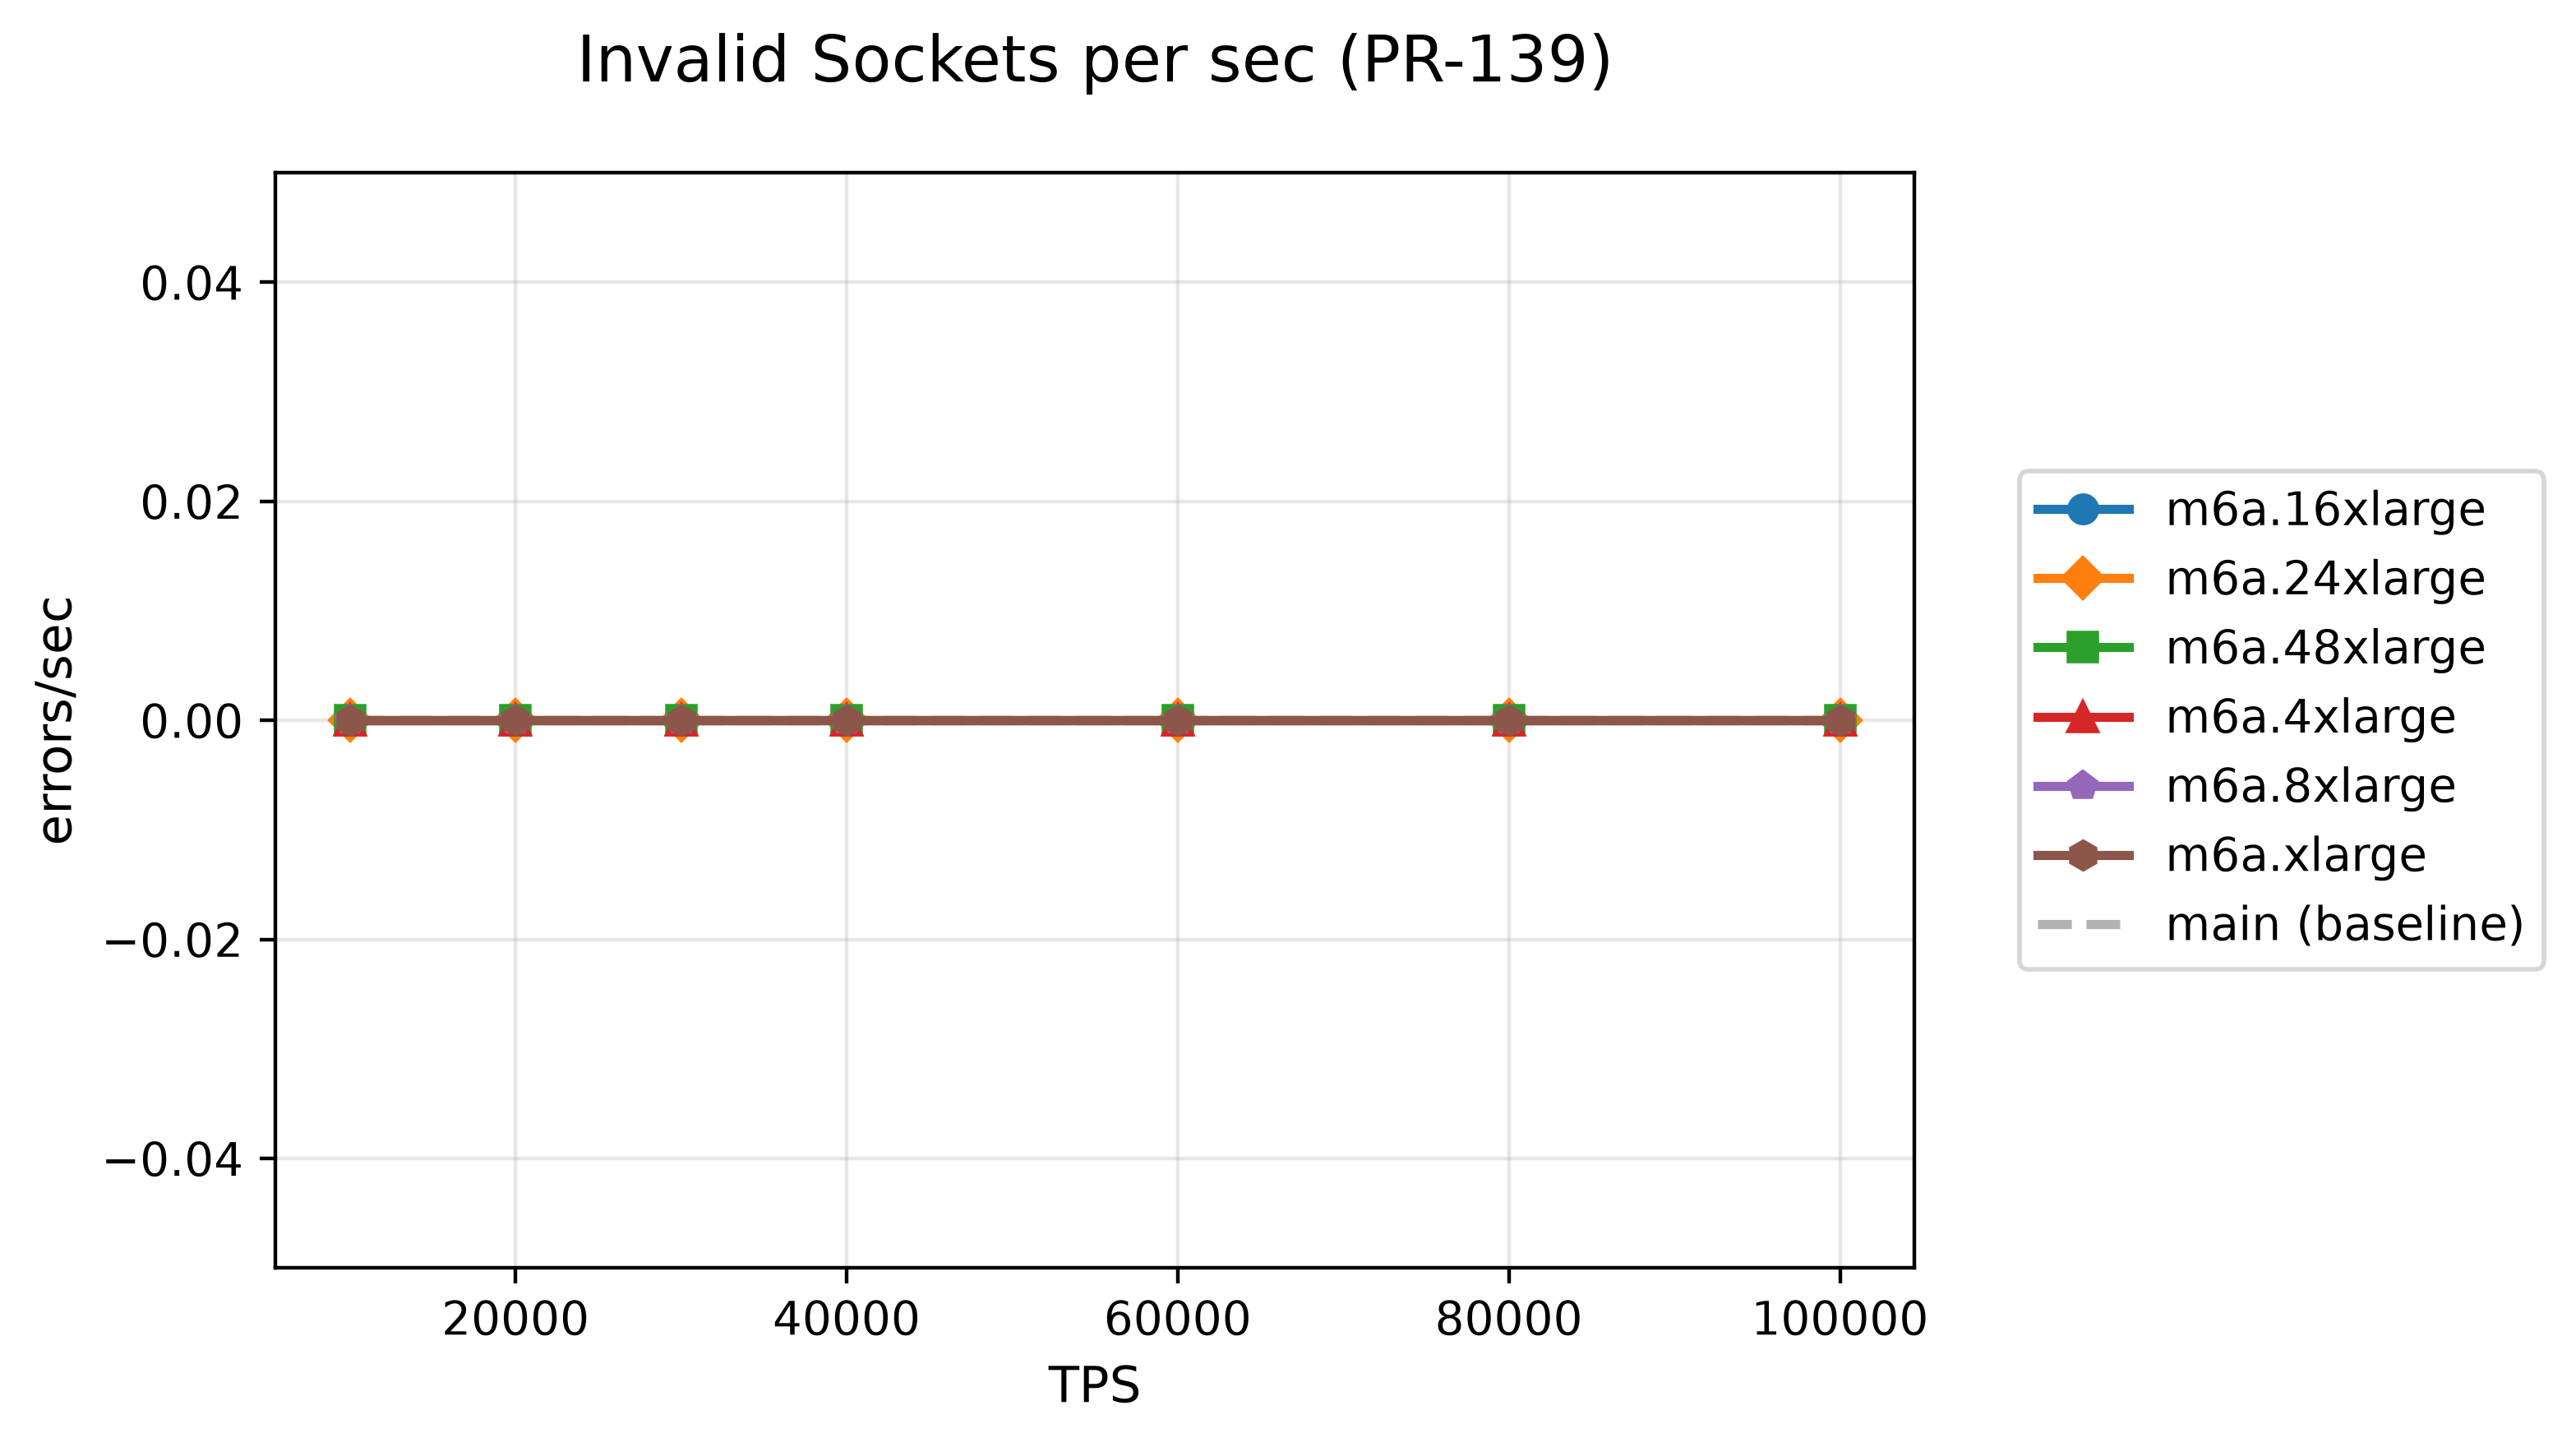 Invalid Sockets per sec (PR-139)
errors/sec
0.04
0.02
0.00
−0.02
−0.04
20000 40000 60000 80000 100000
TPS
m6a.16xlarge
m6a.24xlarge
m6a.48xlarge
m6a.4xlarge
m6a.8xlarge
m6a.xlarge
main (baseline)